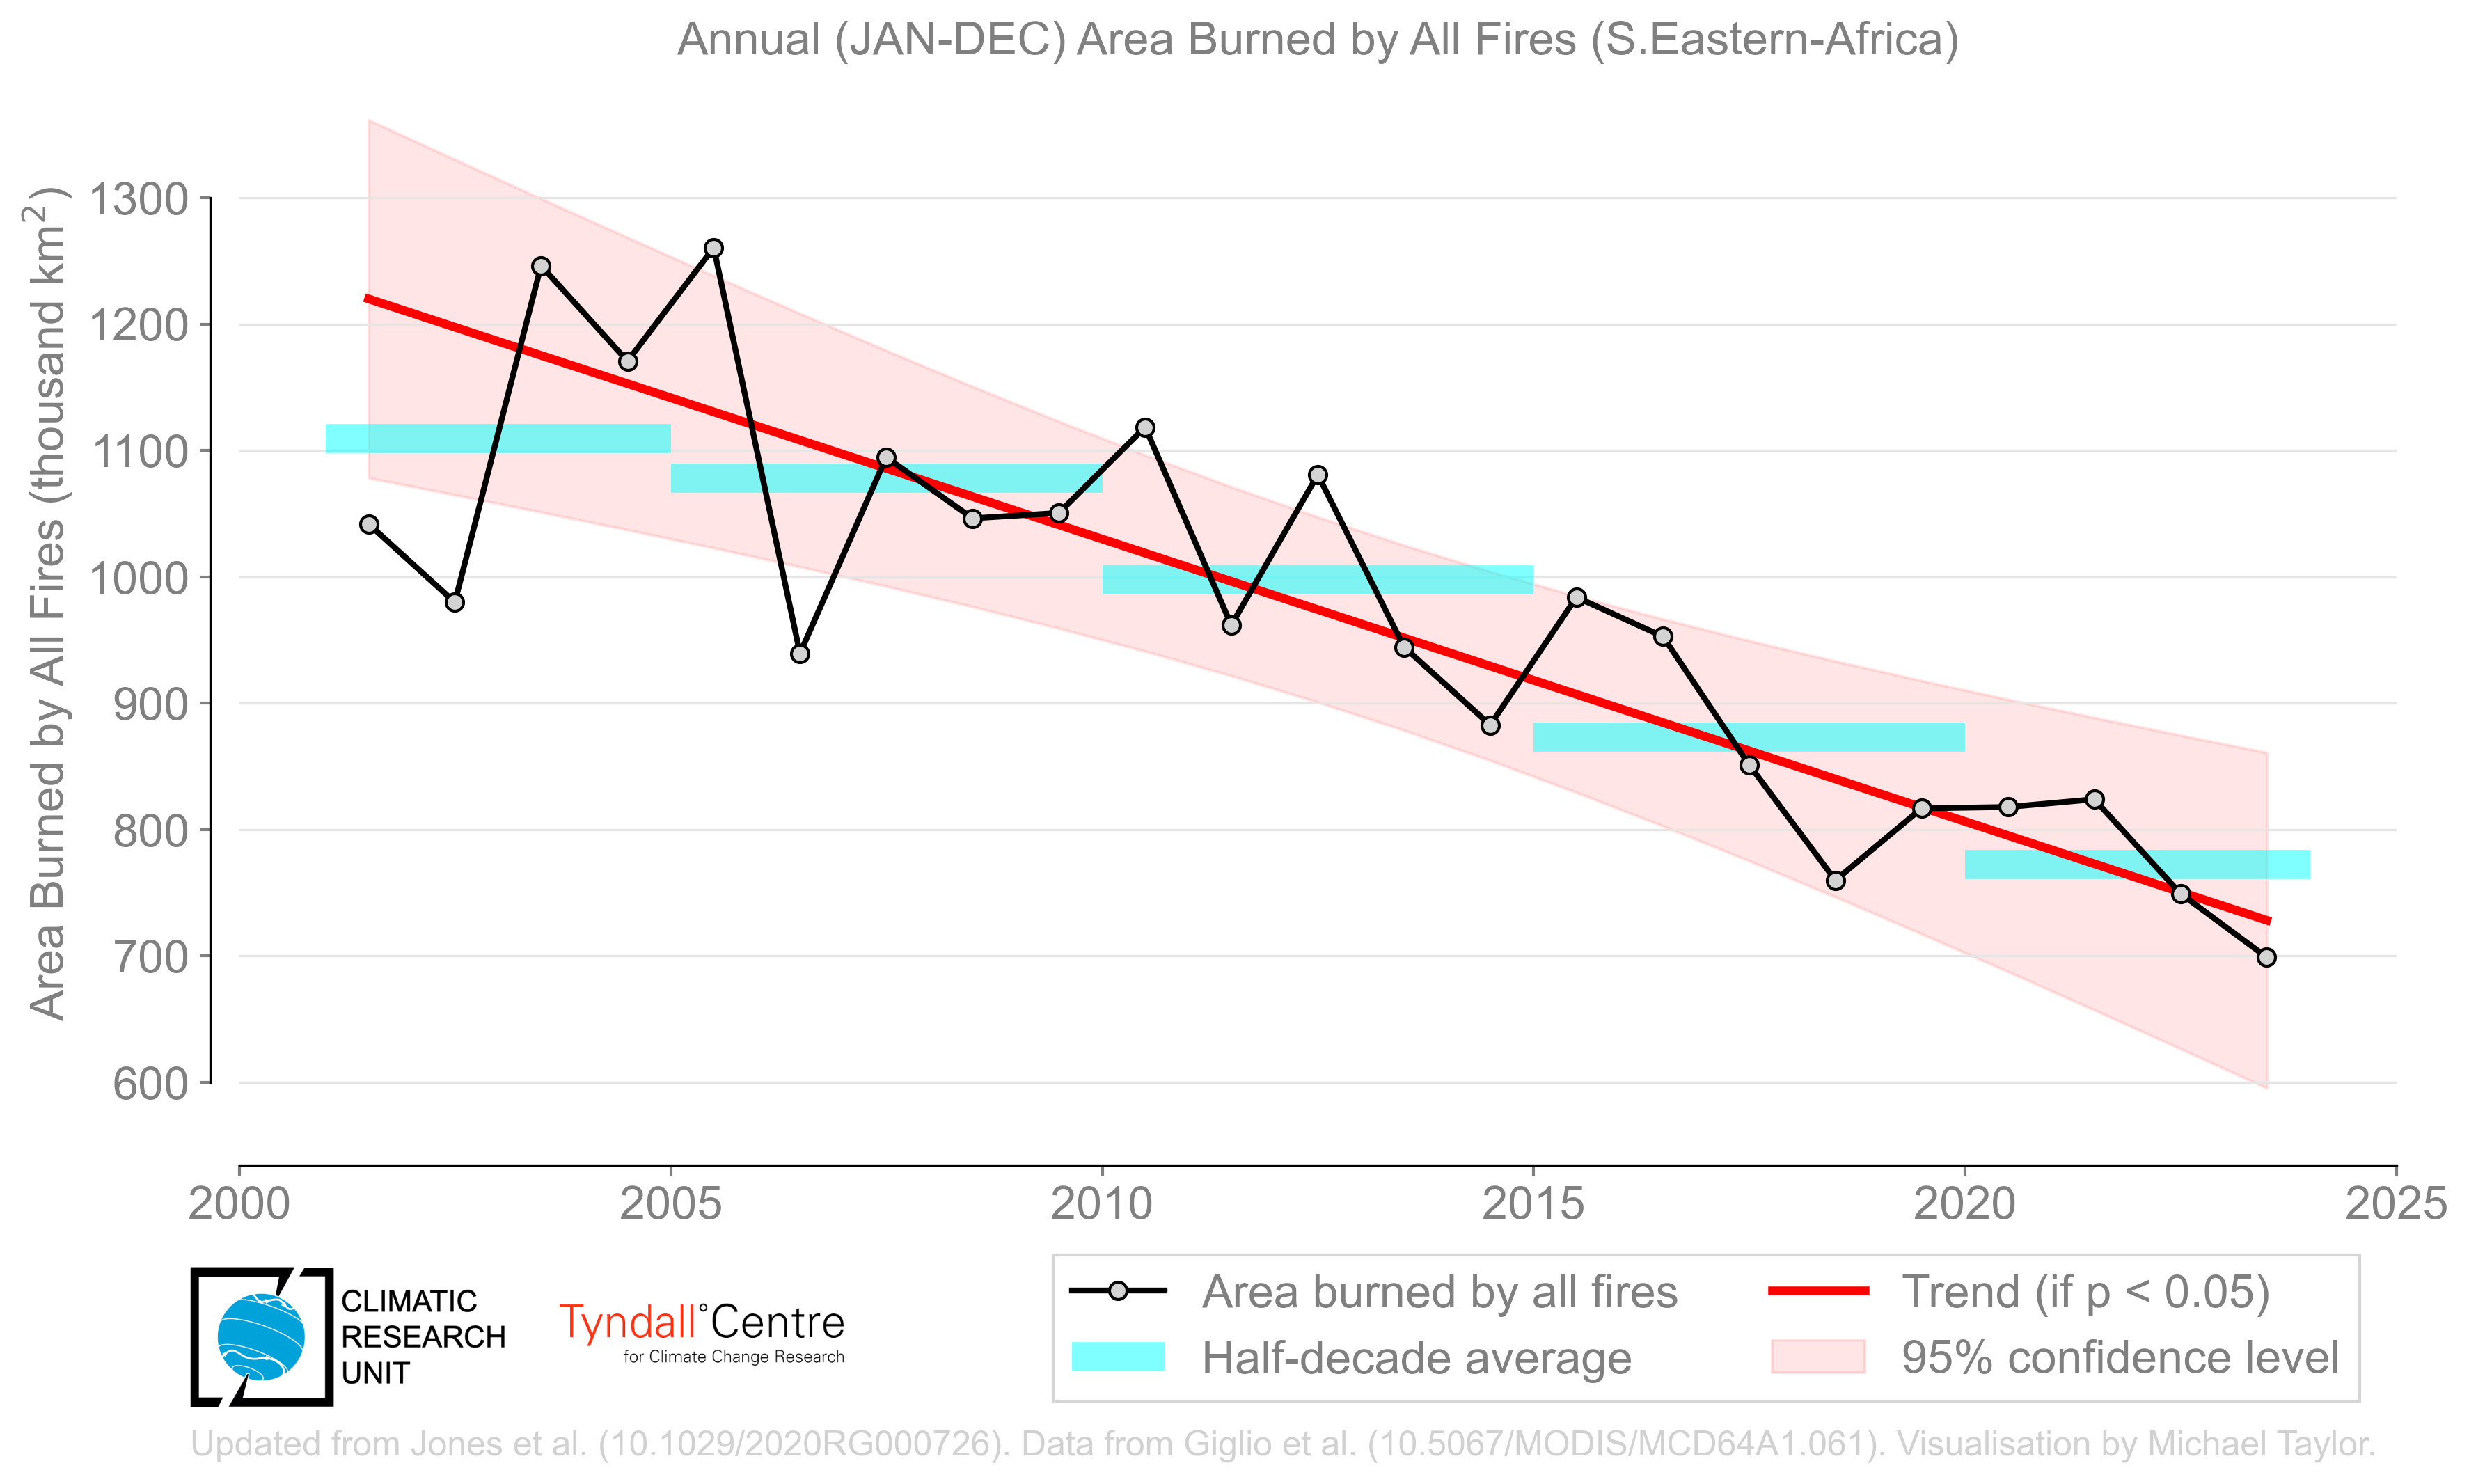 Annual (JAN-DEC) Area Burned by All Fires (S.Eastern-Africa)
Area Burned by All Fires (thousand km²)
1300
1200
1100
1000
900
800
700
600
2000 2005 2010 2015 2020 2025
CLIMATIC
RESEARCH
UNIT
Tyndall°Centre
for Climate Change Research
Area burned by all fires
Trend (if p < 0.05)
Half-decade average
95% confidence level
Updated from Jones et al. (10.1029/2020RG000726). Data from Giglio et al. (10.5067/MODIS/MCD64A1.061). Visualisation by Michael Taylor.